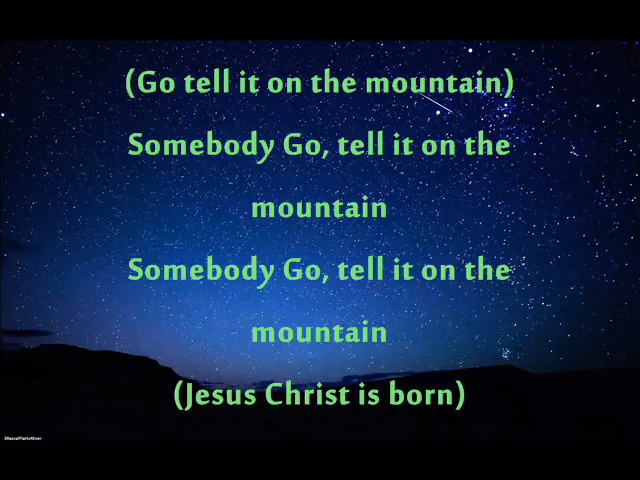 (Go tell it on the mountain)
Somebody Go, tell it on the
mountain
Somebody Go, tell it on the
mountain
(Jesus Christ is born)